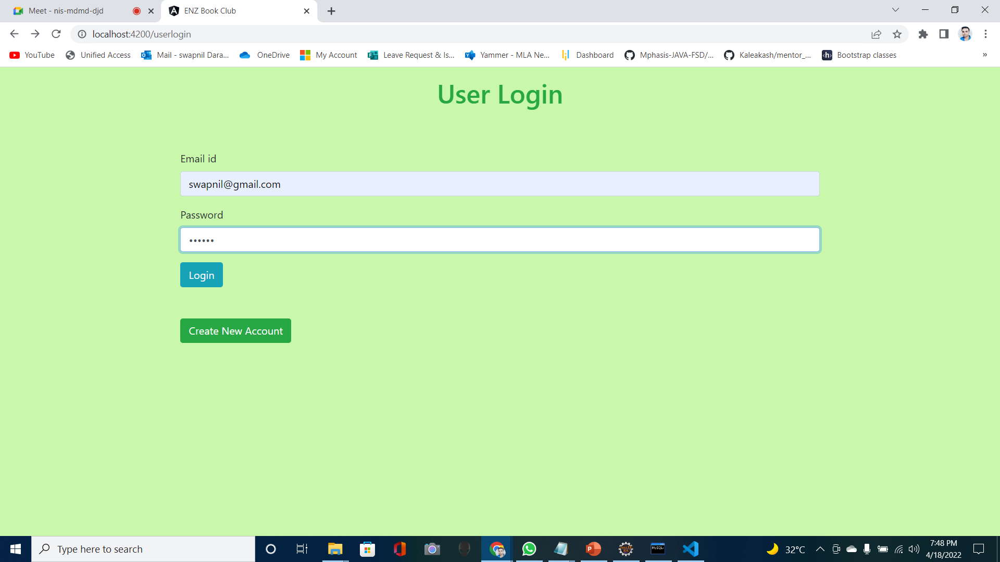 Meet - nis-mdmd-djd
ENZ Book Club
localhost:4200/userlogin
YouTube
Unified Access
Mail - swapnil Dara...
OneDrive
My Account
Leave Request & Is...
Yammer - MLA Ne...
Dashboard
Mphasis-JAVA-FSD/...
Kaleakash/mentor_...
Bootstrap classes
»
User Login
Email id
swapnil@gmail.com
Password
••••••
Login
Create New Account
Type here to search
32°C
7:48 PM
4/18/2022